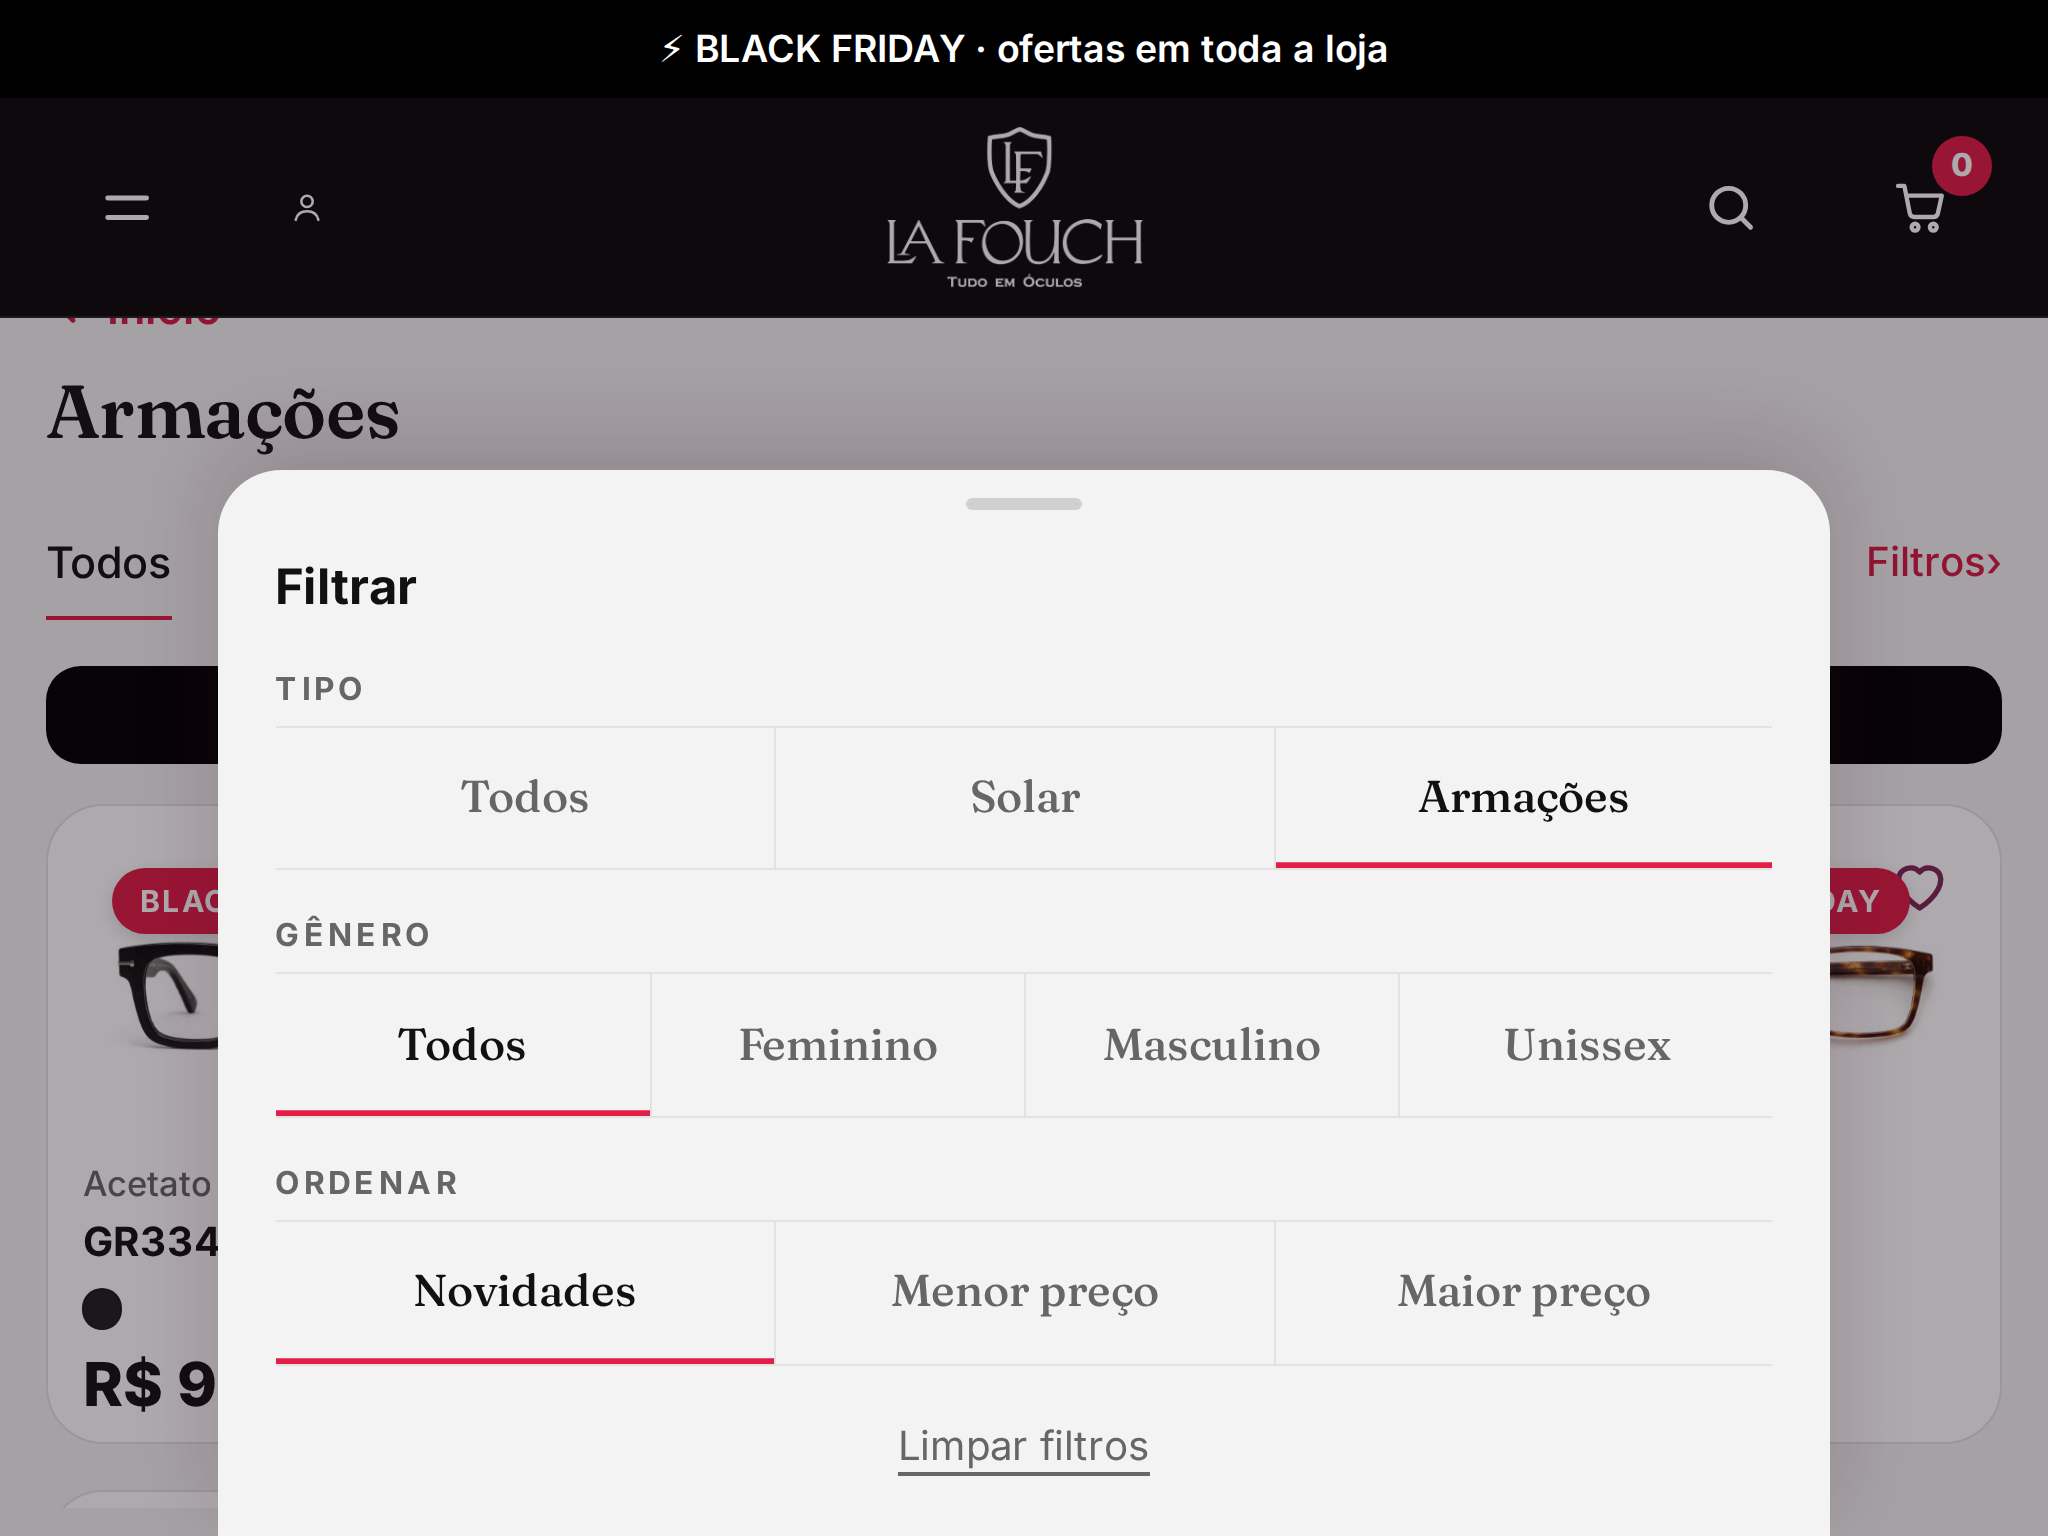 ⚡ BLACK FRIDAY · ofertas em toda a loja
0
LF
LA FOUCH
TUDO EM ÓCULOS
Armações
Todos
Filtros›
Filtrar
TIPO
Todos
Solar
Armações
GÊNERO
Todos
Feminino
Masculino
Unissex
ORDENAR
Novidades
Menor preço
Maior preço
Limpar filtros
Acetato
GR334
R$ 9